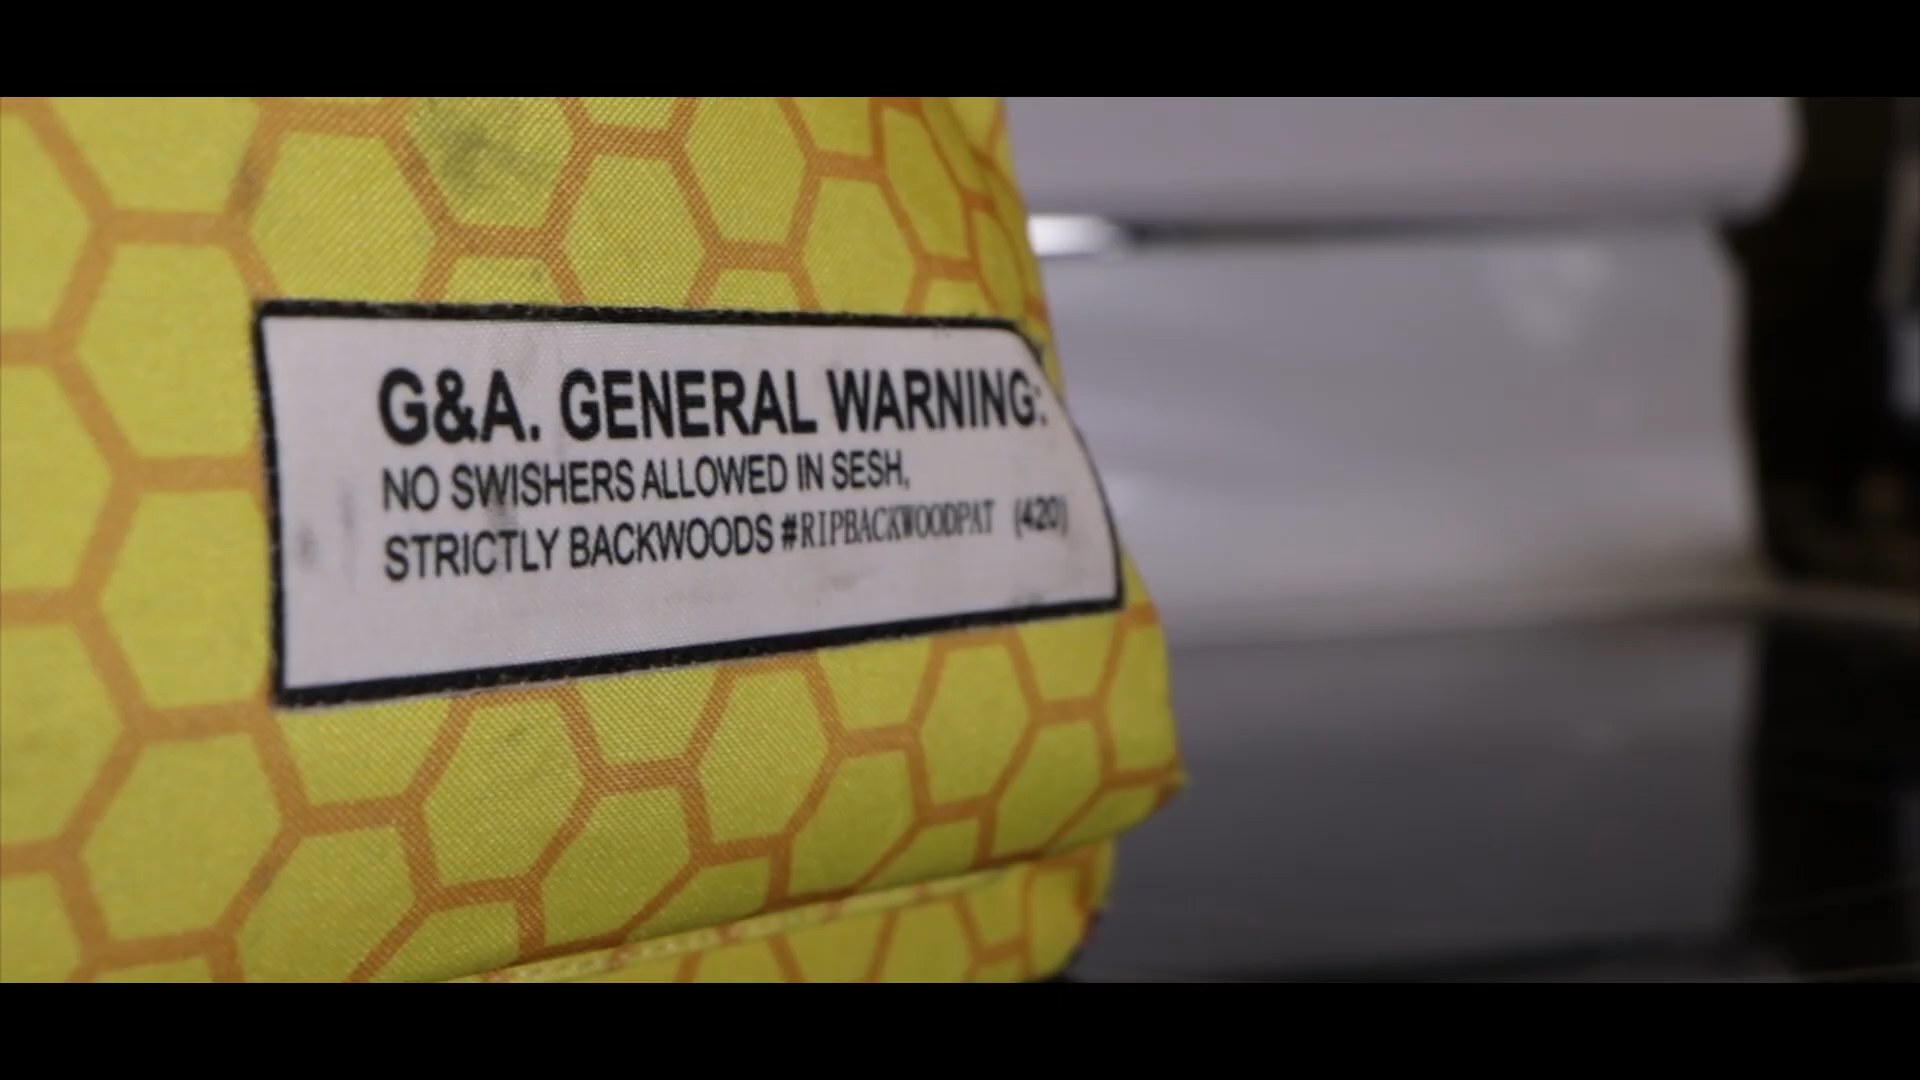 G&A. GENERAL WARNING:
NO SWISHERS ALLOWED IN SESH,
STRICTLY BACKWOODS #RIPBACKWOODPAT (420)